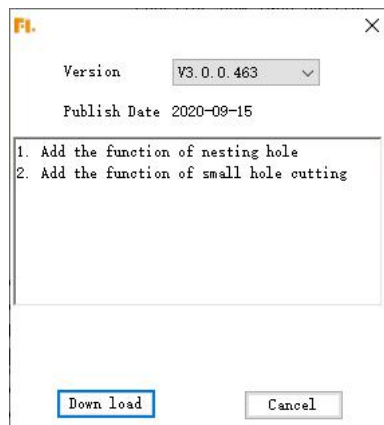 FL.
Version V3.0.0.463
Publish Date 2020-09-15
1. Add the function of nesting hole
2. Add the function of small hole cutting
Down load Cancel